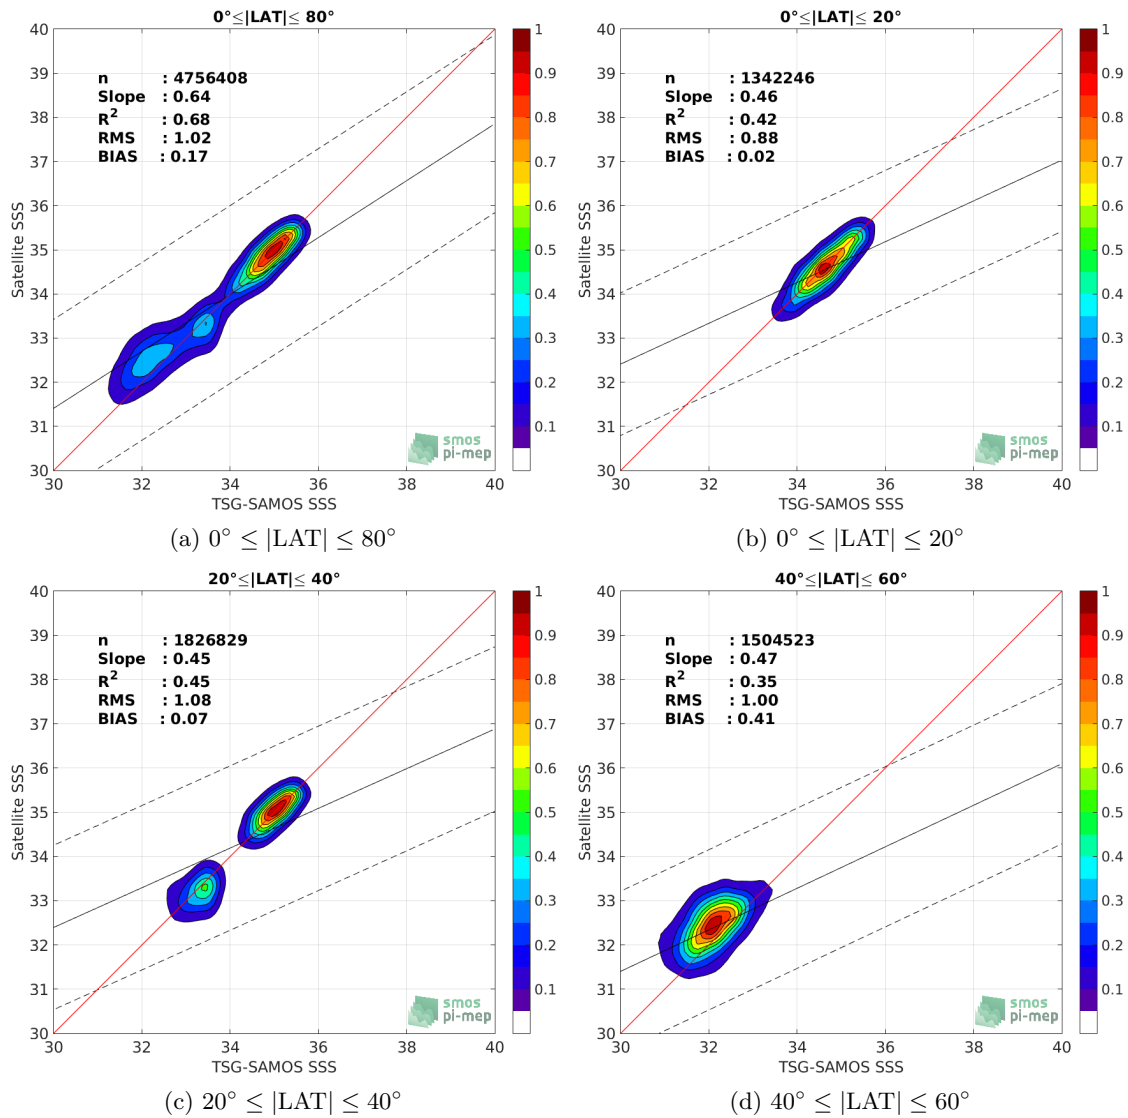 0°≤|LAT|≤ 80°
40
39
38
37
36
35
34
33
32
31
30
Satellite SSS
n : 4756408
Slope : 0.64
R² : 0.68
RMS : 1.02
BIAS : 0.17
smos
pi-mep
30 32 34 36 38 40
TSG-SAMOS SSS
1
0.9
0.8
0.7
0.6
0.5
0.4
0.3
0.2
0.1
(a) 0° ≤ |LAT| ≤ 80°
0°≤|LAT|≤ 20°
40
39
38
37
36
35
34
33
32
31
30
Satellite SSS
n : 1342246
Slope : 0.46
R² : 0.42
RMS : 0.88
BIAS : 0.02
smos
pi-mep
30 32 34 36 38 40
TSG-SAMOS SSS
1
0.9
0.8
0.7
0.6
0.5
0.4
0.3
0.2
0.1
(b) 0° ≤ |LAT| ≤ 20°
20°≤|LAT|≤ 40°
40
39
38
37
36
35
34
33
32
31
30
Satellite SSS
n : 1826829
Slope : 0.45
R² : 0.45
RMS : 1.08
BIAS : 0.07
smos
pi-mep
30 32 34 36 38 40
TSG-SAMOS SSS
1
0.9
0.8
0.7
0.6
0.5
0.4
0.3
0.2
0.1
(c) 20° ≤ |LAT| ≤ 40°
40°≤|LAT|≤ 60°
40
39
38
37
36
35
34
33
32
31
30
Satellite SSS
n : 1504523
Slope : 0.47
R² : 0.35
RMS : 1.00
BIAS : 0.41
smos
pi-mep
30 32 34 36 38 40
TSG-SAMOS SSS
1
0.9
0.8
0.7
0.6
0.5
0.4
0.3
0.2
0.1
(d) 40° ≤ |LAT| ≤ 60°